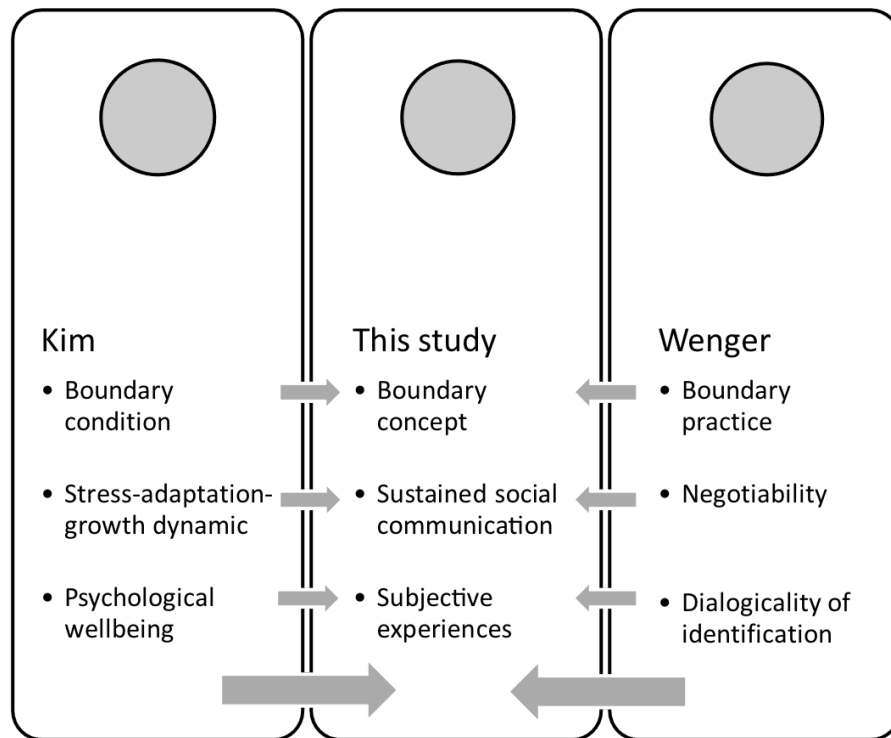 Kim
• Boundary
condition
• Stress-adaptation-
growth dynamic
• Psychological
wellbeing
This study
• Boundary
concept
• Sustained social
communication
• Subjective
experiences
Wenger
• Boundary
practice
• Negotiability
• Dialogicality of
identification